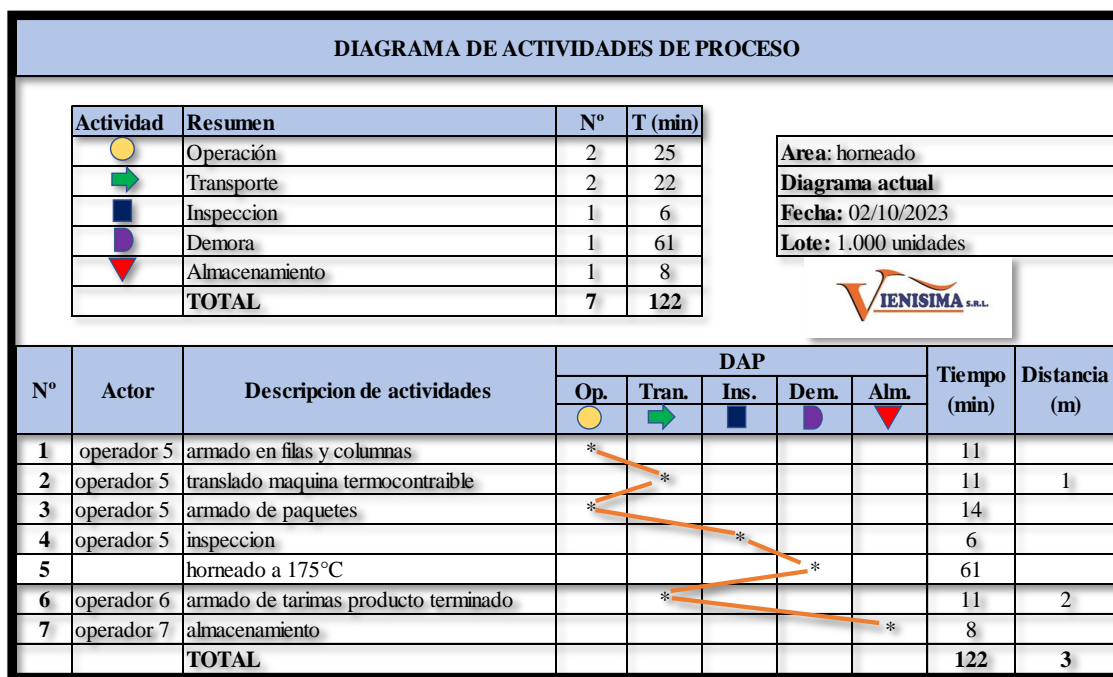 DIAGRAMA DE ACTIVIDADES DE PROCESO
Actividad Resumen Nº T (min)
Operación 2 25
Transporte 2 22
Inspeccion 1 6
Demora 1 61
Almacenamiento 1 8
TOTAL 7 122
Area: horneado
Diagrama actual
Fecha: 02/10/2023
Lote: 1.000 unidades
VIENISIMA S.R.L.
Nº Actor Descripcion de actividades DAP Tiempo (min) Distancia (m)
Op. Tran. Ins. Dem. Alm.
1 operador 5 armado en filas y columnas * 11
2 operador 5 translado maquina termocontraible * 11 1
3 operador 5 armado de paquetes * 14
4 operador 5 inspeccion * 6
5 horneado a 175°C * 61
6 operador 6 armado de tarimas producto terminado * 11 2
7 operador 7 almacenamiento * 8
TOTAL 122 3